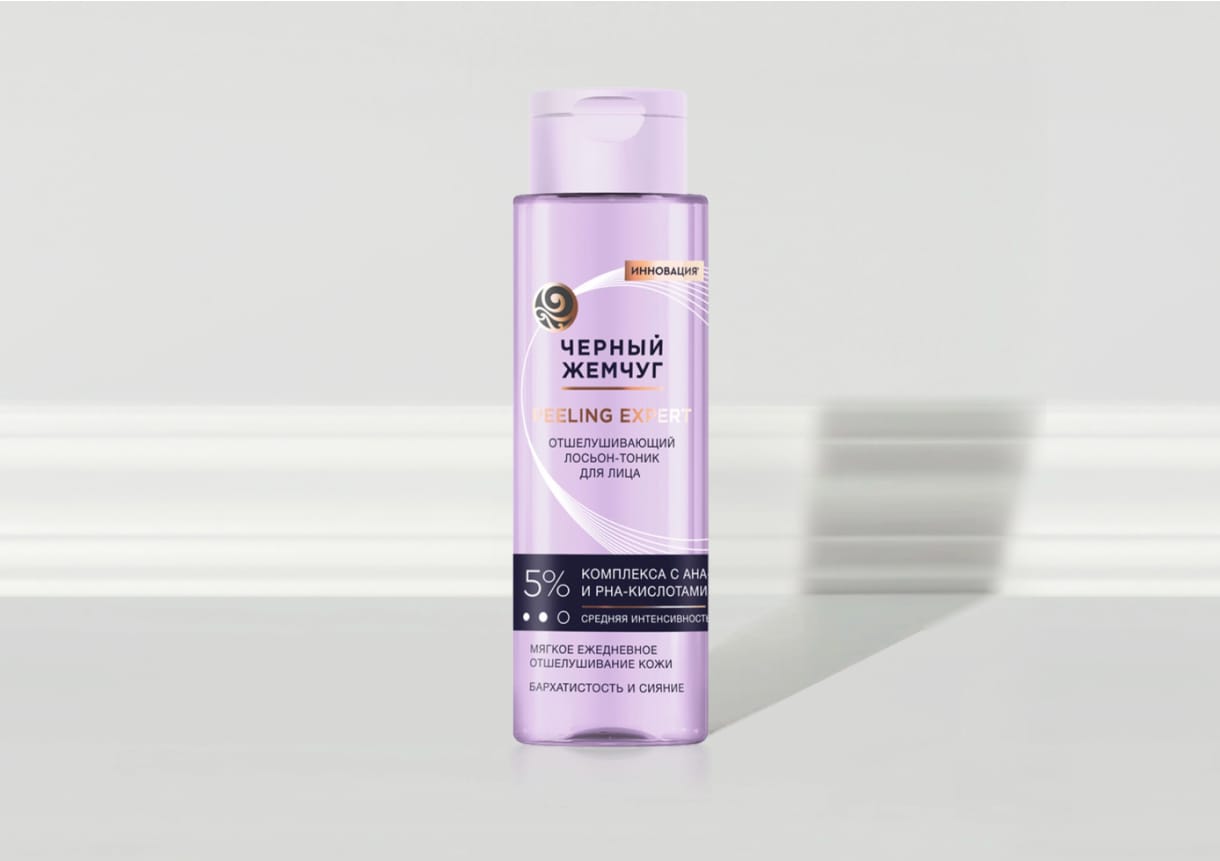 ИННОВАЦИЯ*
ЧЕРНЫЙ
ЖЕМЧУГ
PEELING EXPERT
ОТШЕЛУШИВАЮЩИЙ
ЛОСЬОН-ТОНИК
ДЛЯ ЛИЦА
5%
КОМПЛЕКСА С AHA-
И PHA-КИСЛОТАМИ
СРЕДНЯЯ ИНТЕНСИВНОСТЬ
МЯГКОЕ ЕЖЕДНЕВНОЕ
ОТШЕЛУШИВАНИЕ КОЖИ
БАРХАТИСТОСТЬ И СИЯНИЕ